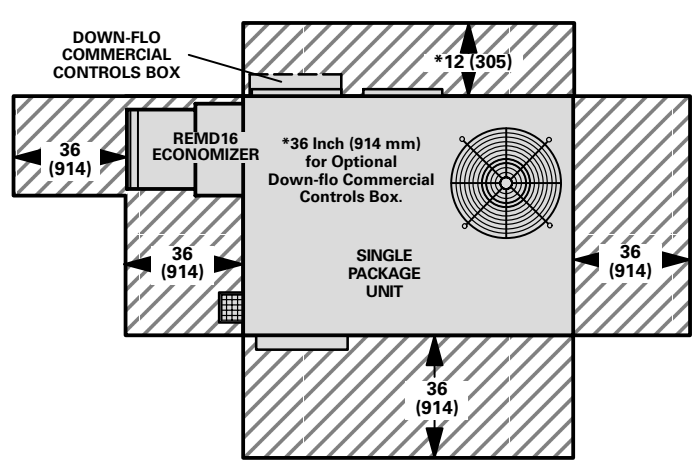 DOWN-FLO
COMMERCIAL
CONTROLS BOX
*12 (305)
REMD16
ECONOMIZER
*36 Inch (914 mm)
for Optional
Down-flo Commercial
Controls Box.
36
(914)
36
(914)
SINGLE
PACKAGE
UNIT
36
(914)
36
(914)